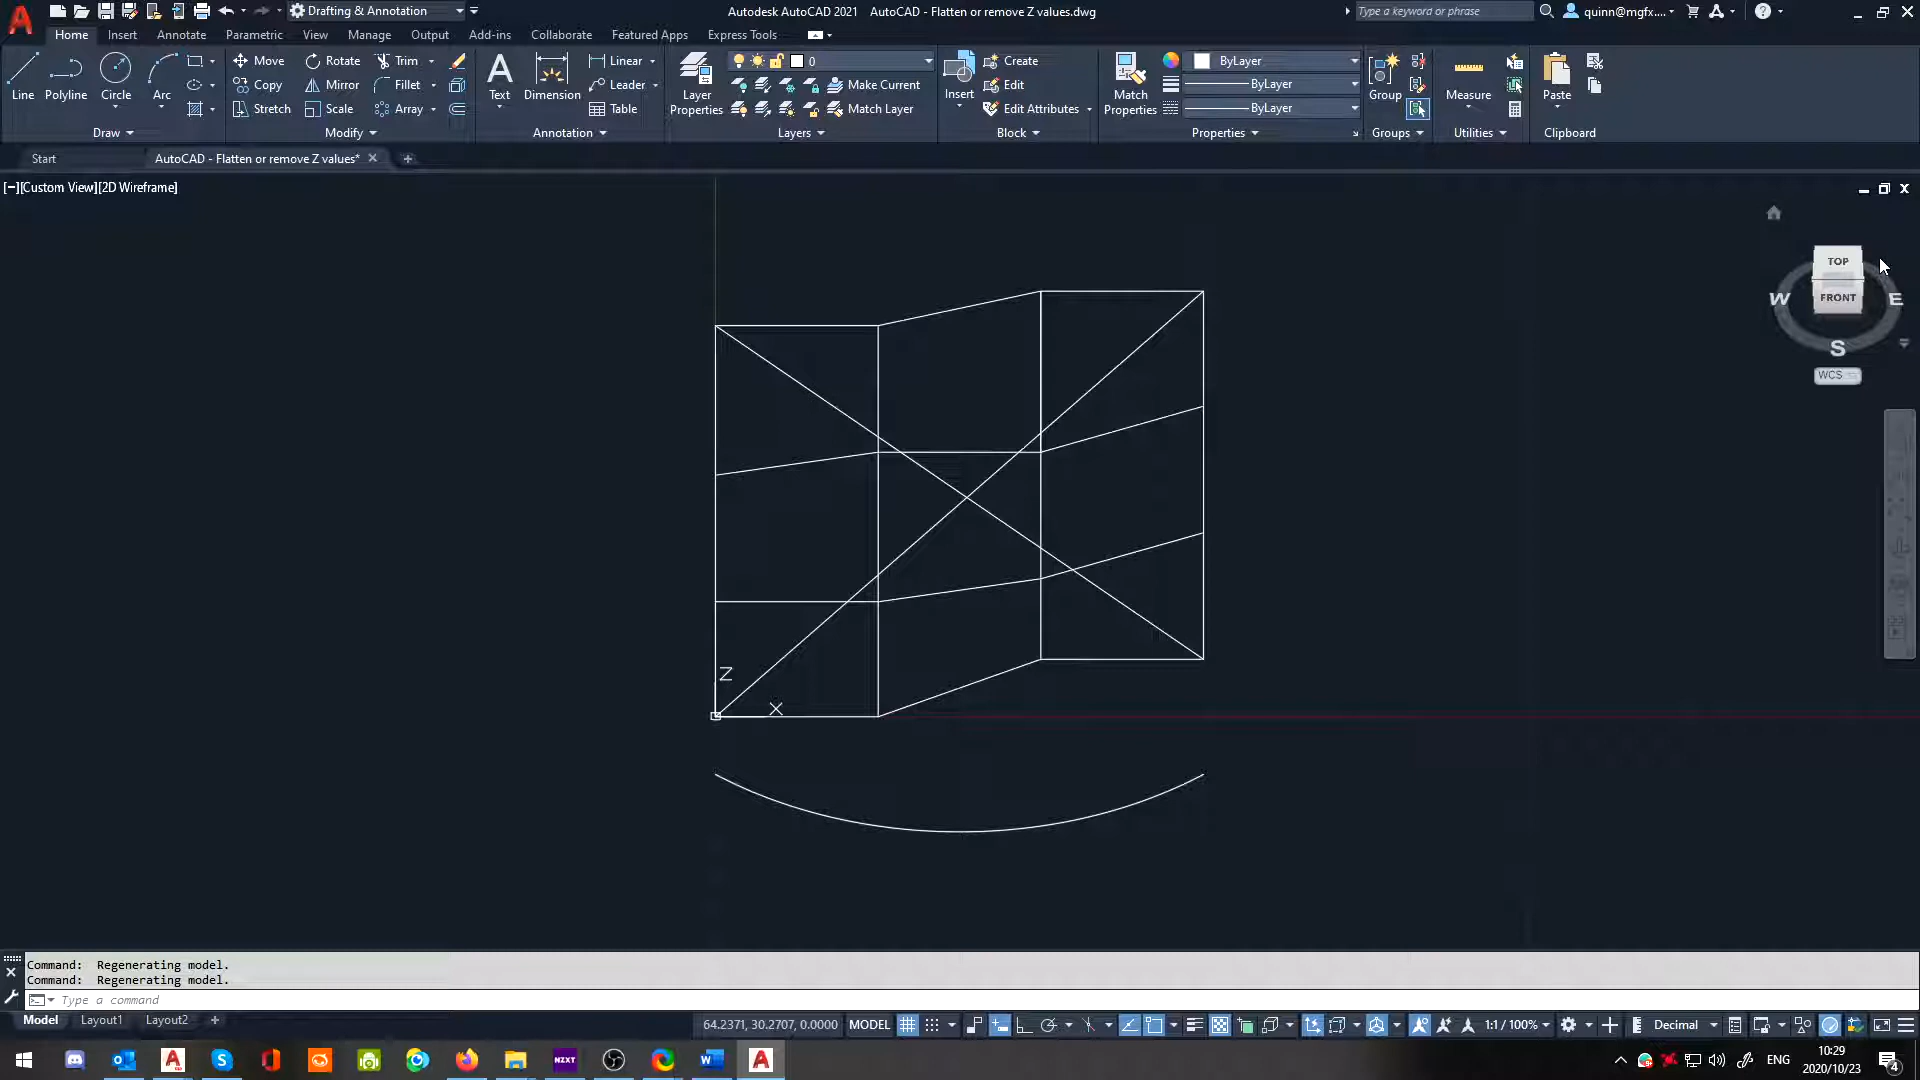 Drafting & Annotation
Autodesk AutoCAD 2021 AutoCAD - Flatten or remove Z values.dwg
Type a keyword or phrase
quinn@mgfx....
Home Insert Annotate Parametric View Manage Output Add-ins Collaborate Featured Apps Express Tools
Line Polyline Circle Arc
Move Rotate Trim
Copy Mirror Fillet
Stretch Scale Array
Text Dimension
Linear
Leader
Table
Layer Properties
0
Make Current
Match Layer
Insert
Create
Edit
Edit Attributes
Match Properties
ByLayer
ByLayer
ByLayer
Group
Measure
Paste
Draw Modify Annotation Layers Block Properties Groups Utilities Clipboard
Start AutoCAD - Flatten or remove Z values*
[−][Custom View][2D Wireframe]
TOP
W FRONT E
S
WCS
Z
X
Command: Regenerating model.
Command: Regenerating model.
Type a command
Model Layout1 Layout2 +
64.2371, 30.2707, 0.0000 MODEL 1:1 / 100% Decimal
NZXT
ENG
10:29
2020/10/23
4